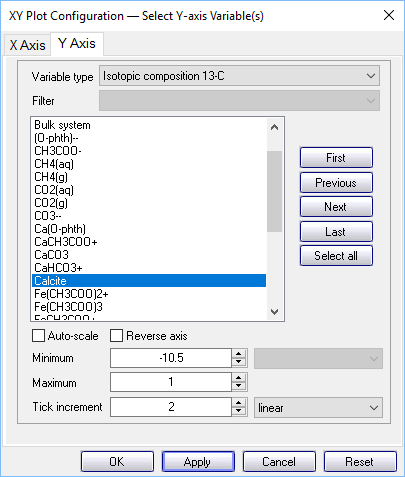 XY Plot Configuration — Select Y-axis Variable(s)
X Axis Y Axis
Variable type Isotopic composition 13-C
Filter
Bulk system
(O-phth)--
CH3COO-
CH4(aq)
CH4(g)
CO2(aq)
CO2(g)
CO3--
Ca(O-phth)
CaCH3COO+
CaCO3
CaHCO3+
Calcite
Fe(CH3COO)2+
Fe(CH3COO)3
FeCH3COO+
First
Previous
Next
Last
Select all
Auto-scale Reverse axis
Minimum -10.5
Maximum 1
Tick increment 2 linear
OK Apply Cancel Reset